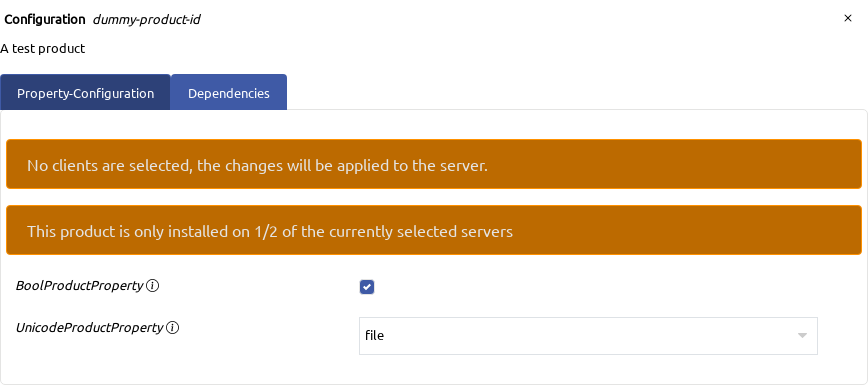 Configuration dummy-product-id
A test product
Property-Configuration Dependencies
No clients are selected, the changes will be applied to the server.
This product is only installed on 1/2 of the currently selected servers
BoolProductProperty
UnicodeProductProperty
file